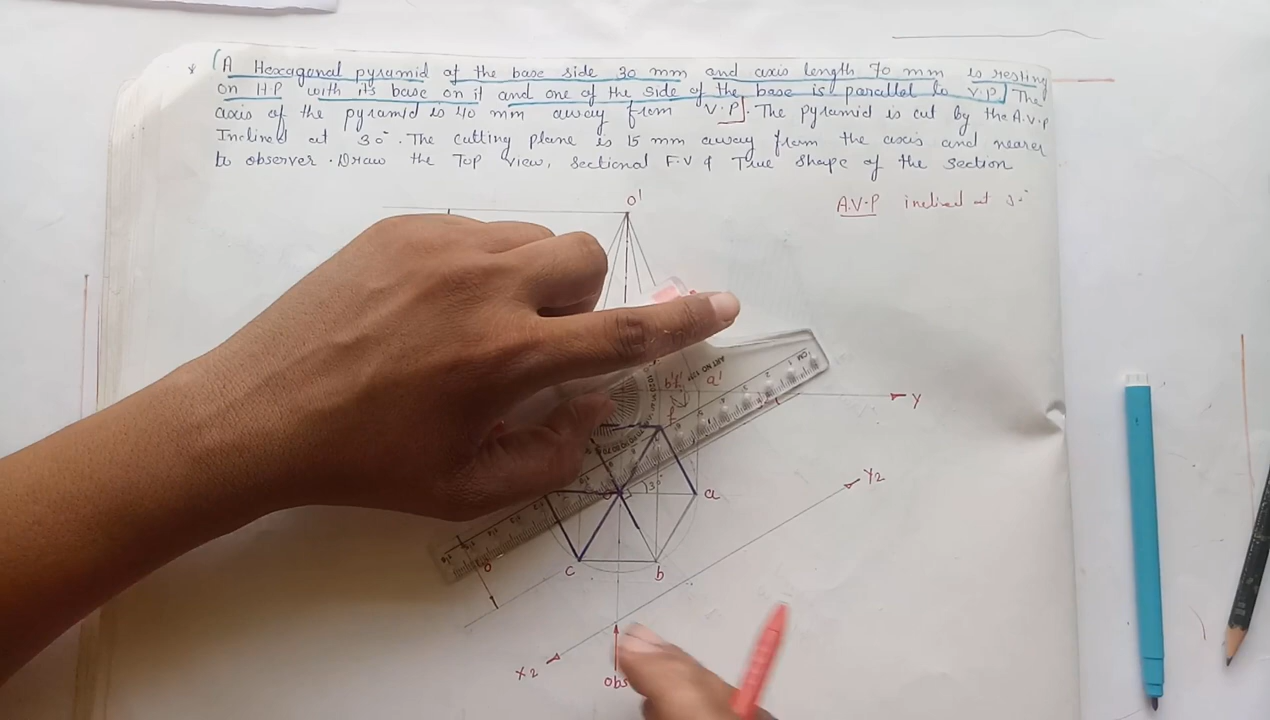 * (A Hexagonal pyramid of the base side 30 mm and axis length 70 mm is resting
on H.P with its base on it and one of the side of the base is parallel to V.P] The
axis of the pyramid is 40 mm away from V.P]. The pyramid is cut by the A.V.P
Inclined at 30°. The cutting plane is 15 mm away from the axis and nearer
to observer. Draw the Top view, Sectional F.V & True Shape of the section
A.V.P inclined at
O'
b' a'
Y
Y2
a
c
b
X2
Obs